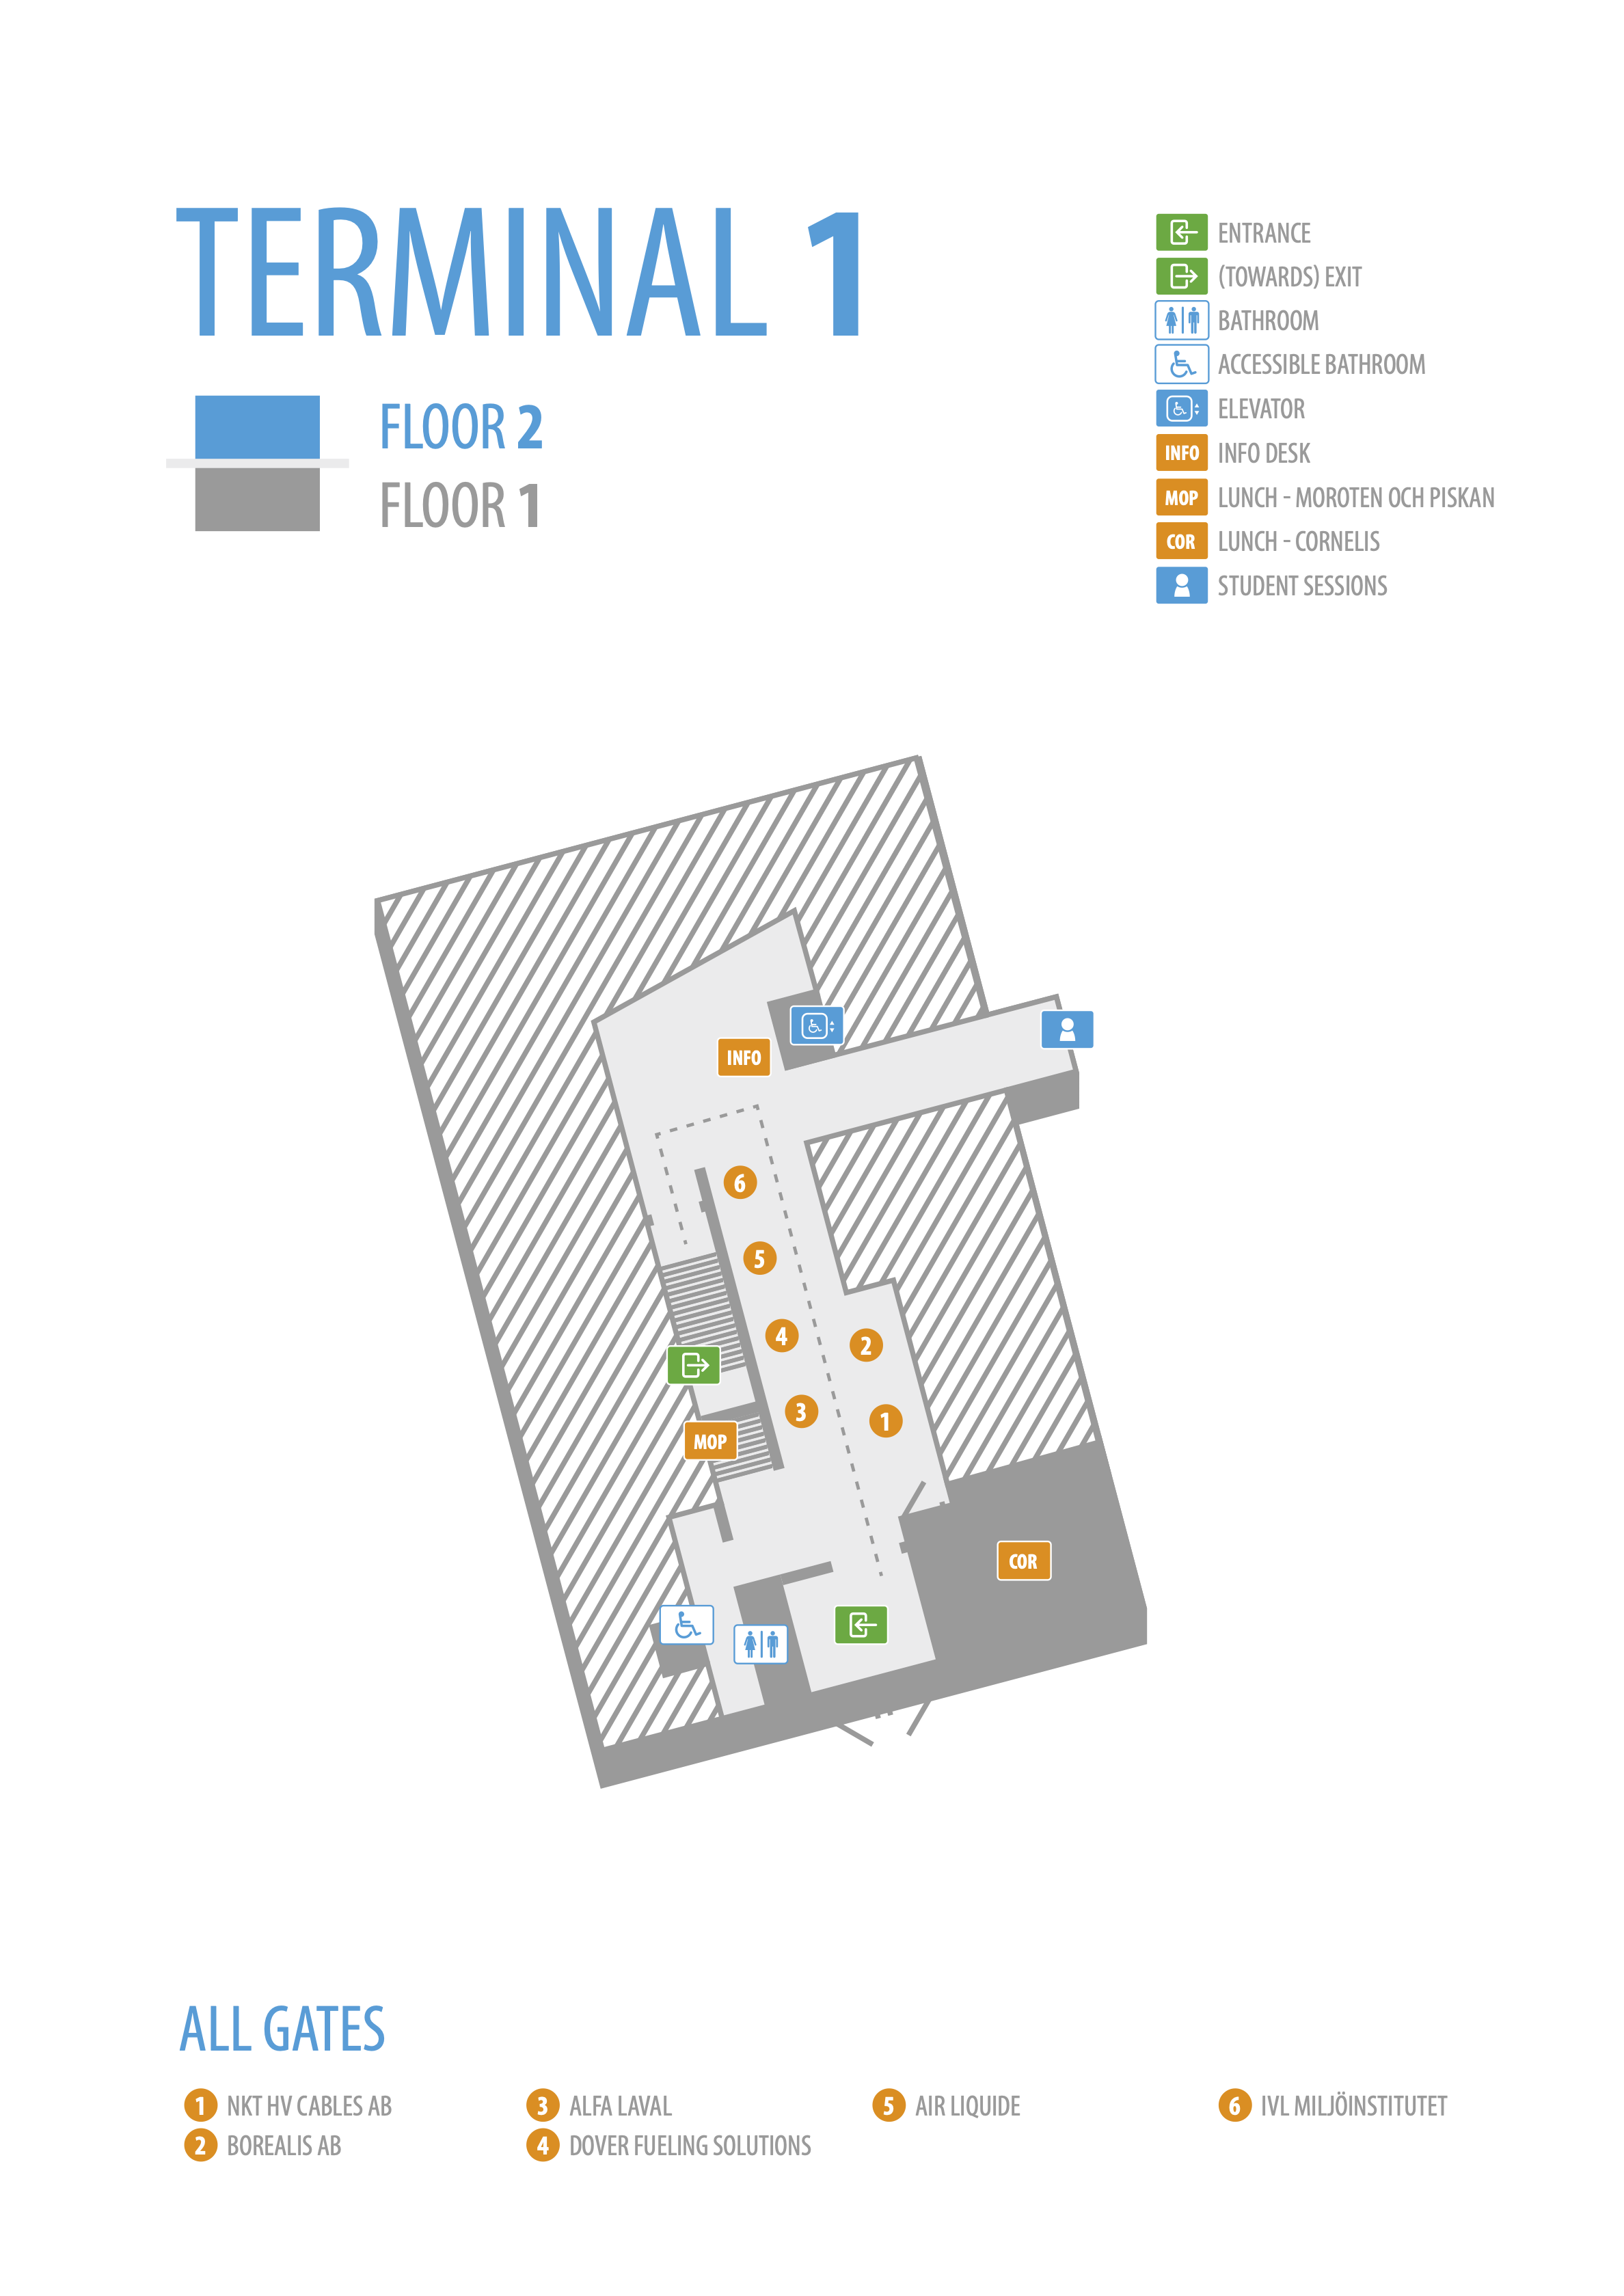 TERMINAL 1
FLOOR 2
FLOOR 1
ENTRANCE
(TOWARDS) EXIT
BATHROOM
ACCESSIBLE BATHROOM
ELEVATOR
INFO INFO DESK
MOP LUNCH - MOROTEN OCH PISKAN
COR LUNCH - CORNELIS
STUDENT SESSIONS
INFO
6
5
4
2
3
1
MOP
COR
ALL GATES
1 NKT HV CABLES AB
2 BOREALIS AB
3 ALFA LAVAL
4 DOVER FUELING SOLUTIONS
5 AIR LIQUIDE
6 IVL MILJÖINSTITUTET